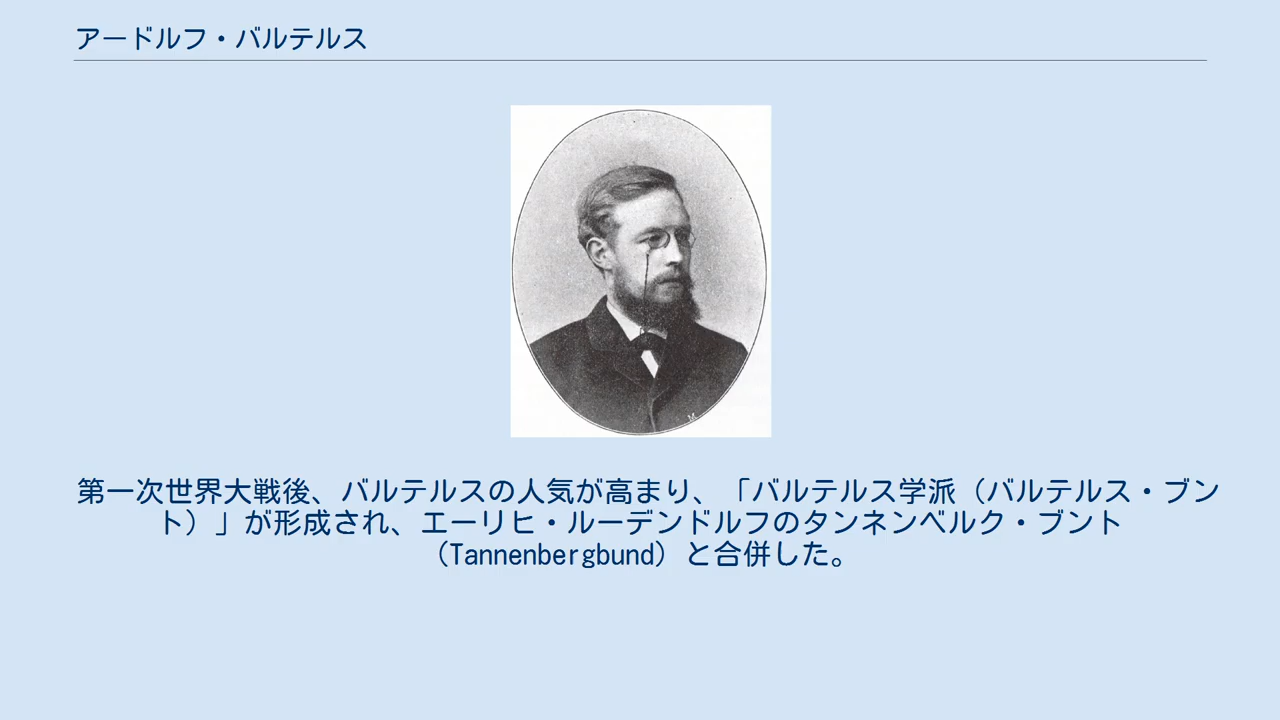 アードルフ・バルテルス
第一次世界大戦後、バルテルスの人気が高まり、「バルテルス学派（バルテルス・ブン
ト）」が形成され、エーリヒ・ルーデンドルフのタンネンベルク・ブント
（Tannenbergbund）と合併した。